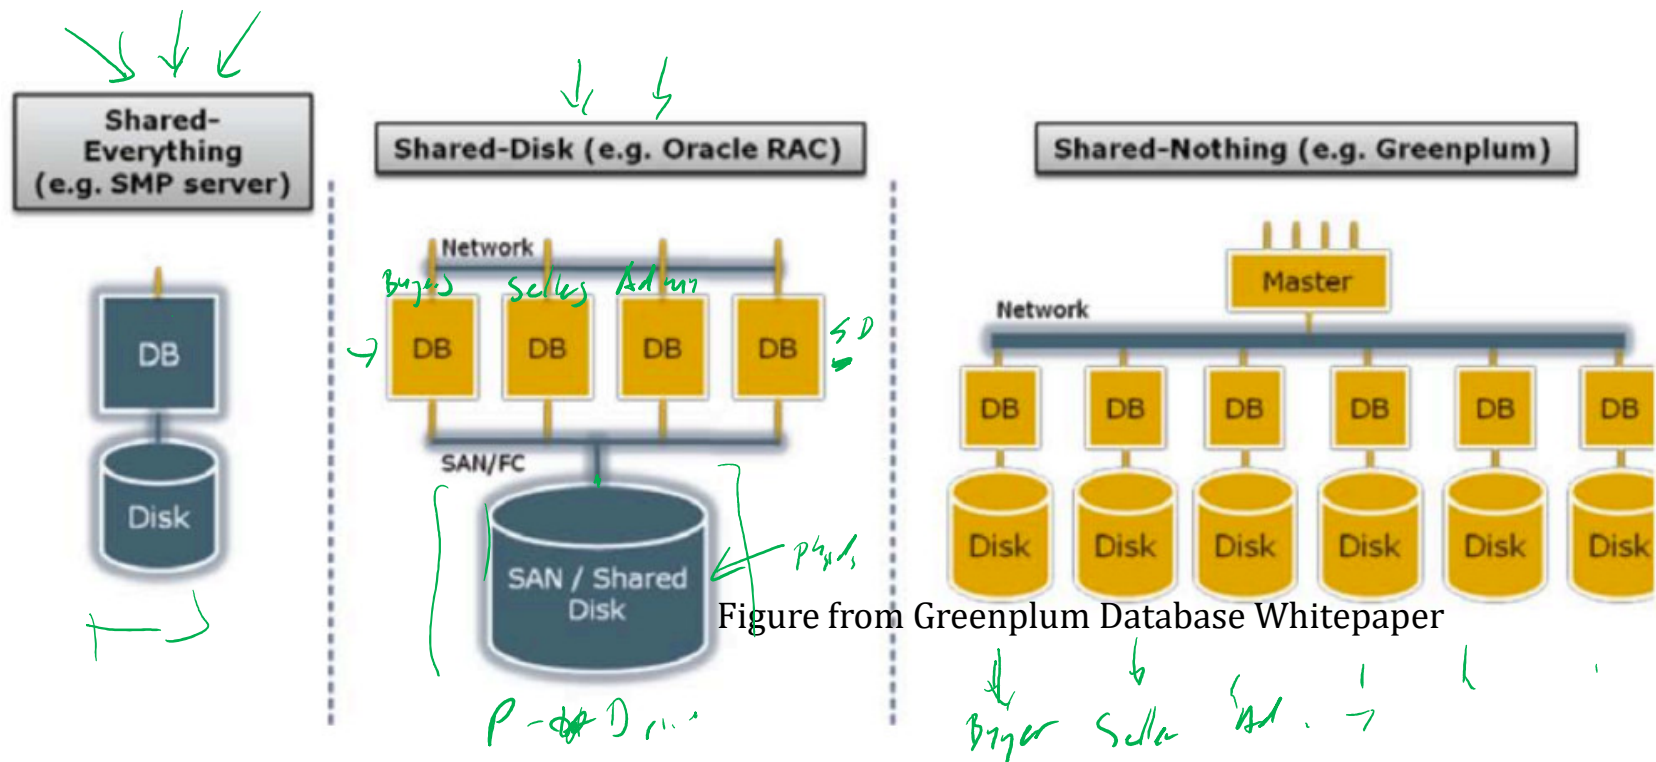 Shared-
Everything
(e.g. SMP server)
DB
Disk
Shared-Disk (e.g. Oracle RAC)
Network
Buyers Sellers Admin
DB DB DB DB
SD
SAN/FC
SAN / Shared
Disk
Shared-Nothing (e.g. Greenplum)
Master
Network
DB DB DB DB DB DB
Disk Disk Disk Disk Disk Disk
Figure from Greenplum Database Whitepaper
Buyer Seller Ad.